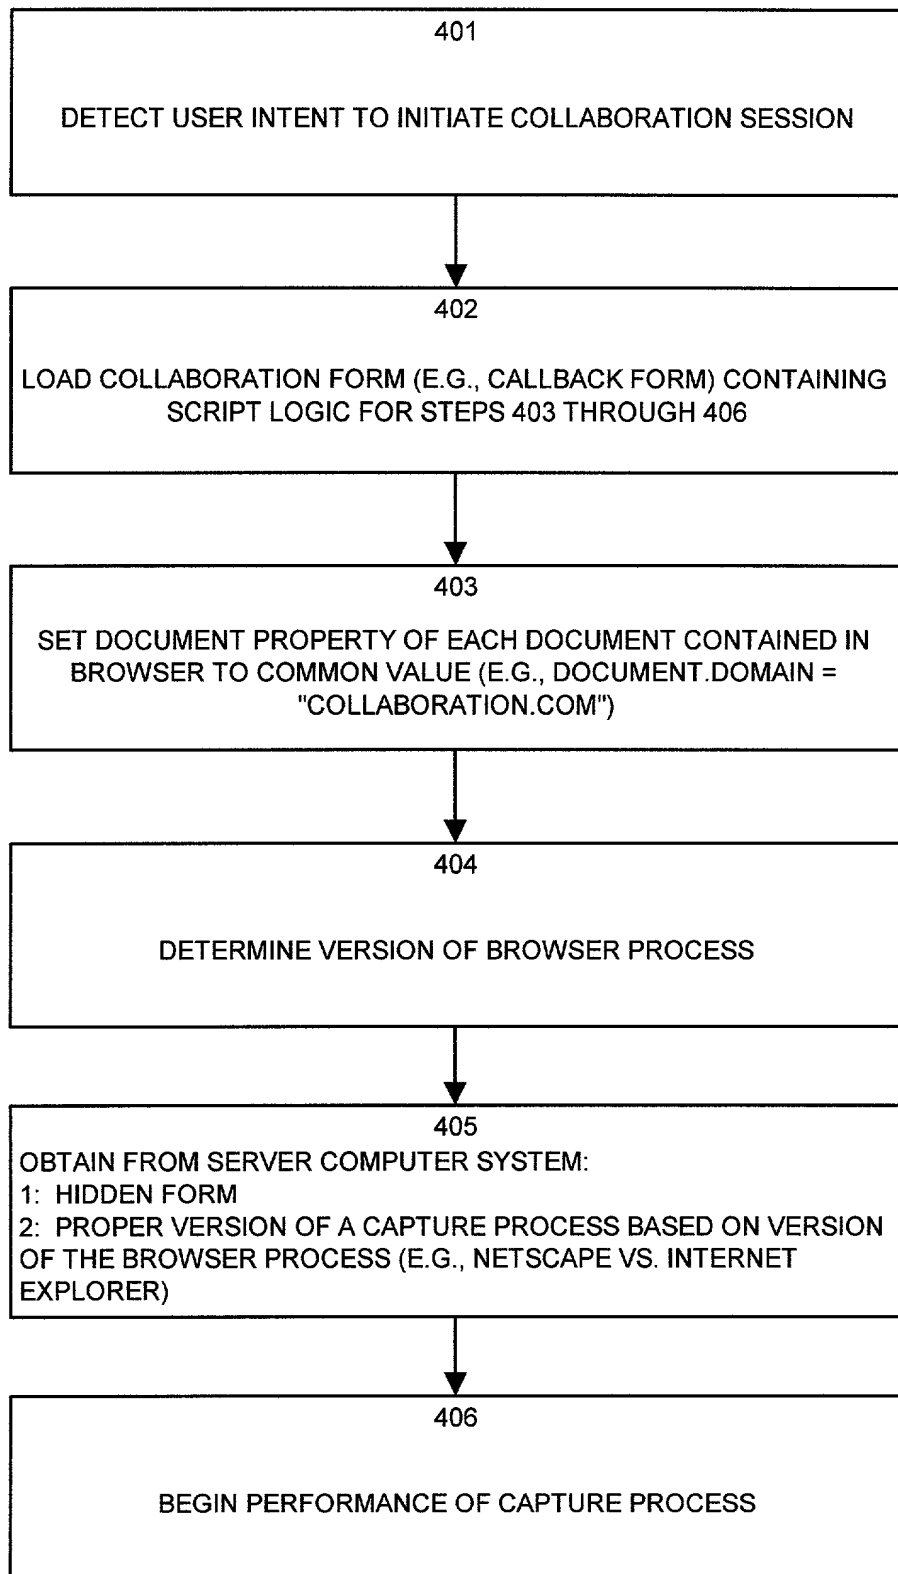 401
DETECT USER INTENT TO INITIATE COLLABORATION SESSION
402
LOAD COLLABORATION FORM (E.G., CALLBACK FORM) CONTAINING
SCRIPT LOGIC FOR STEPS 403 THROUGH 406
403
SET DOCUMENT PROPERTY OF EACH DOCUMENT CONTAINED IN
BROWSER TO COMMON VALUE (E.G., DOCUMENT.DOMAIN =
"COLLABORATION.COM")
404
DETERMINE VERSION OF BROWSER PROCESS
405
OBTAIN FROM SERVER COMPUTER SYSTEM:
1: HIDDEN FORM
2: PROPER VERSION OF A CAPTURE PROCESS BASED ON VERSION
OF THE BROWSER PROCESS (E.G., NETSCAPE VS. INTERNET
EXPLORER)
406
BEGIN PERFORMANCE OF CAPTURE PROCESS